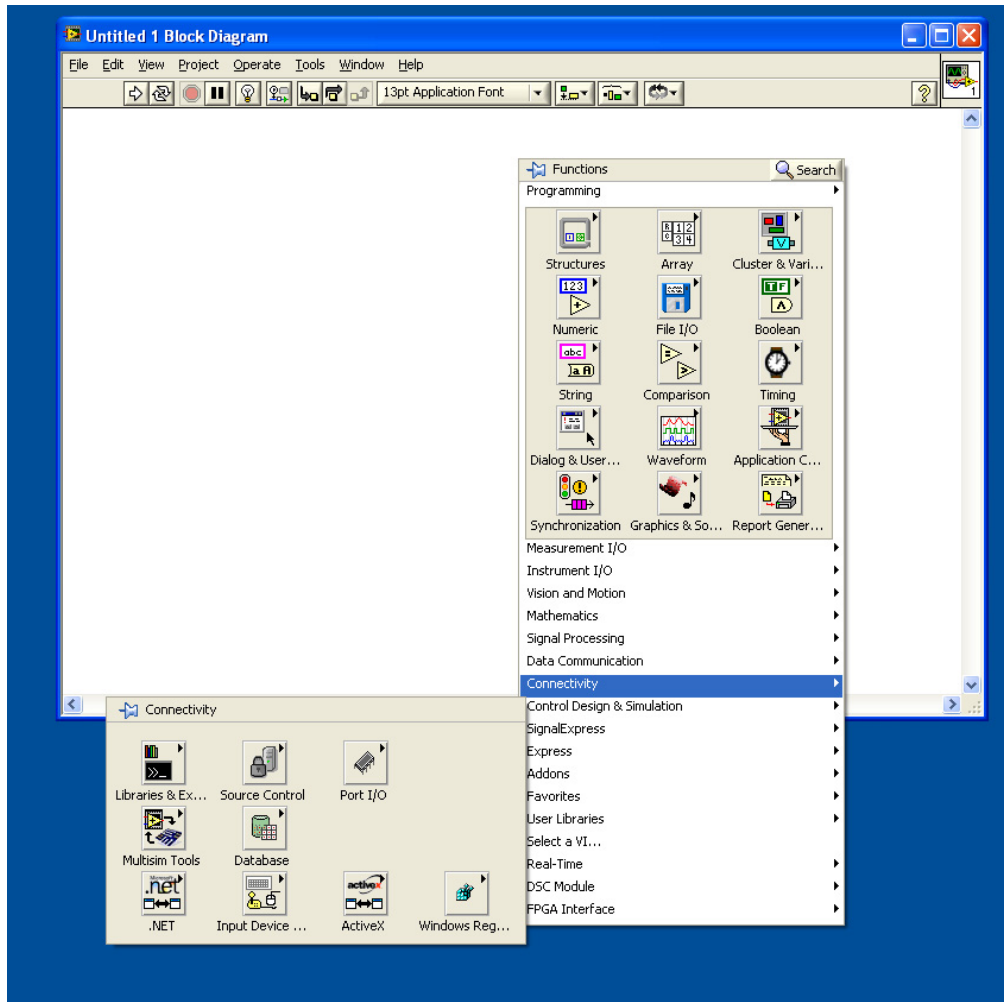 Untitled 1 Block Diagram
File Edit View Project Operate Tools Window Help
13pt Application Font
1
Functions Search
Programming
Structures Array Cluster & Vari...
Numeric File I/O Boolean
String Comparison Timing
Dialog & User... Waveform Application C...
Synchronization Graphics & So... Report Gener...
Measurement I/O
Instrument I/O
Vision and Motion
Mathematics
Signal Processing
Data Communication
Connectivity
Control Design & Simulation
SignalExpress
Express
Addons
Favorites
User Libraries
Select a VI...
Real-Time
DSC Module
FPGA Interface
Connectivity
Libraries & Ex... Source Control Port I/O
Multisim Tools Database
.net activex
.NET Input Device ... ActiveX Windows Reg...